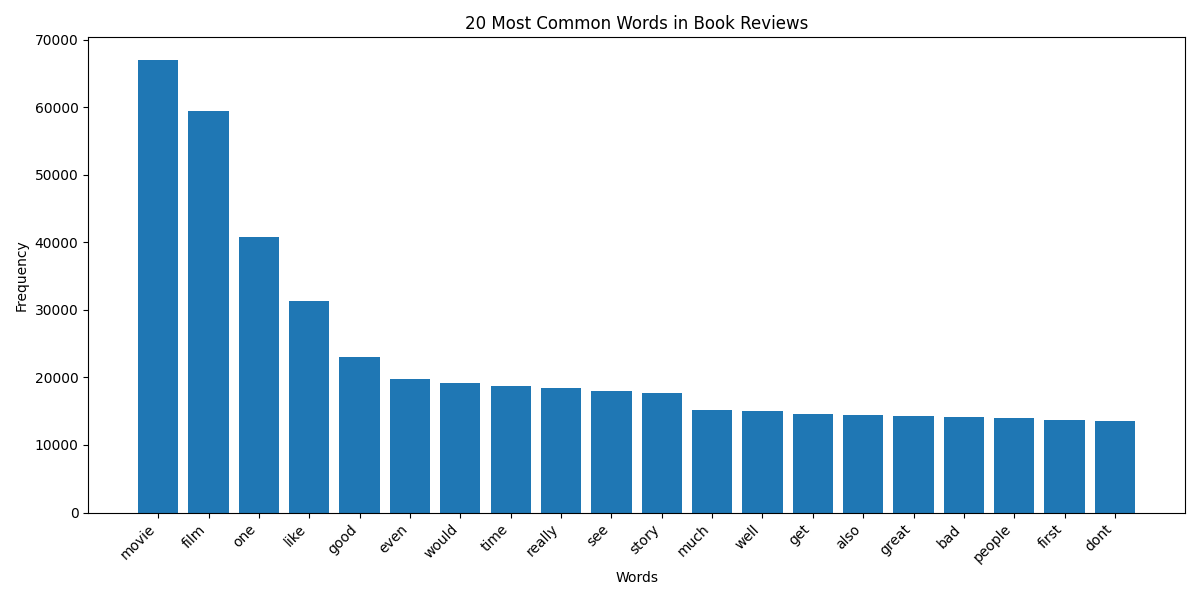 20 Most Common Words in Book Reviews
70000
60000
50000
40000
30000
20000
10000
0
Frequency
movie
film
one
like
good
even
would
time
really
see
story
much
well
get
also
great
bad
people
first
dont
Words